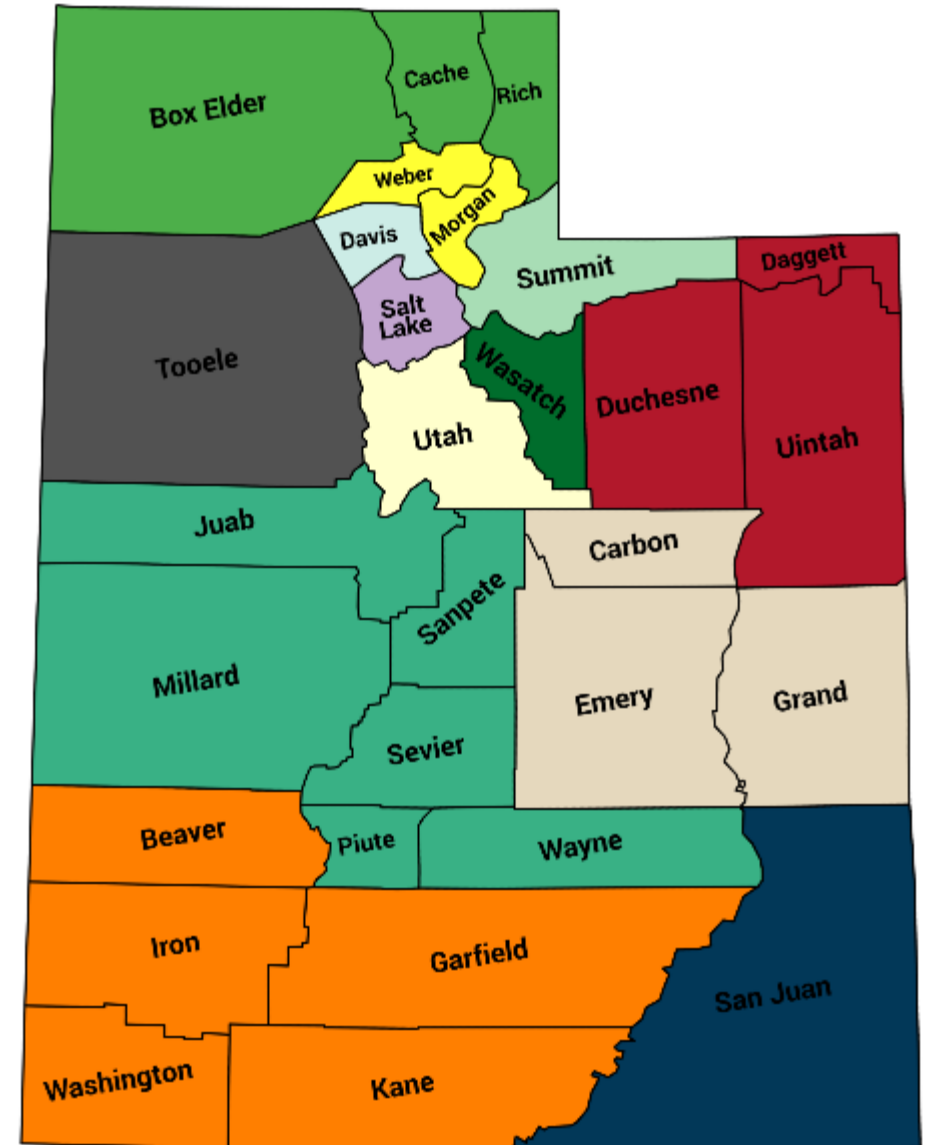 Box Elder
Cache
Rich
Weber
Morgan
Davis
Summit
Daggett
Salt
Lake
Tooele
Wasatch
Duchesne
Uintah
Utah
Juab
Carbon
Sanpete
Millard
Emery
Grand
Sevier
Beaver
Piute
Wayne
Iron
Garfield
San Juan
Washington
Kane